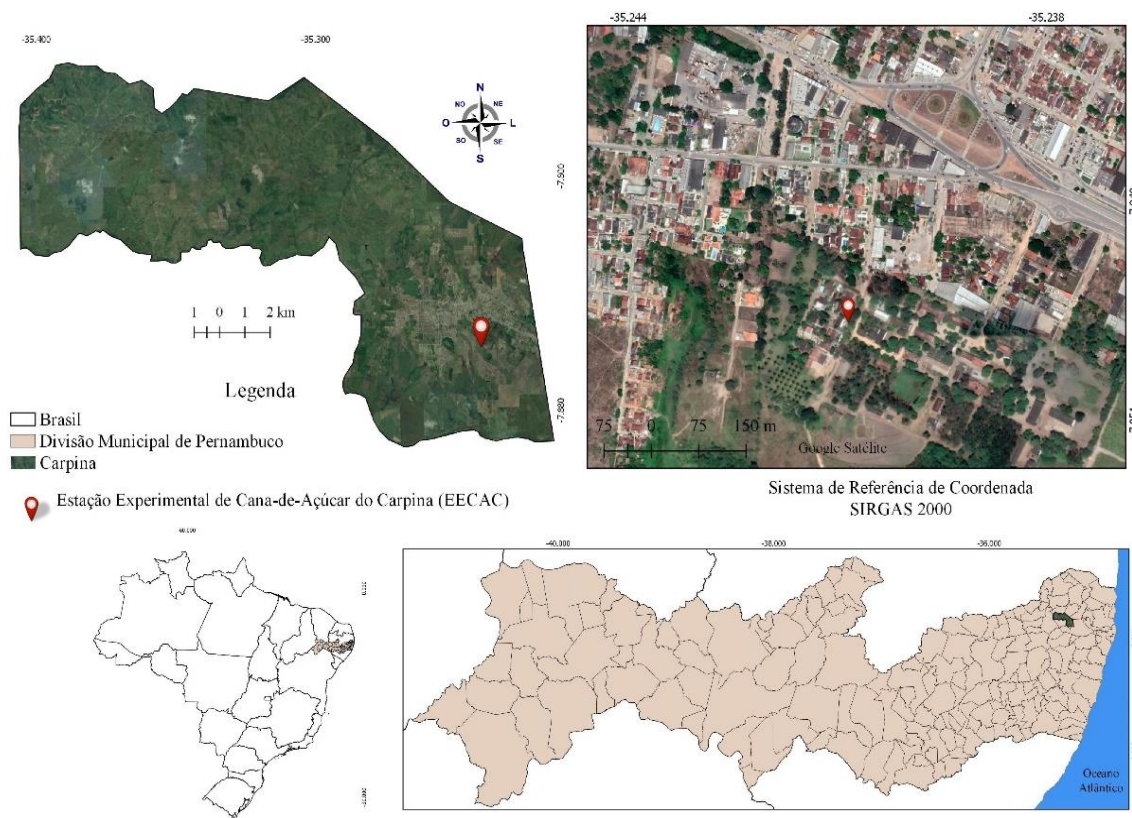 -35.400
-35.300
N
NO
NE
O
L
SO
SE
S
-7.800
-7.880
1 0 1 2 km
Legenda
Brasil
Divisão Municipal de Pernambuco
Carpina
Estação Experimental de Cana-de-Açúcar do Carpina (EECAC)
-35.244
-35.238
75 0 75 150 m
Google Satélite
Sistema de Referência de Coordenada
SIRGAS 2000
-40.000
-38.000
-36.000
Oceano
Atlântico